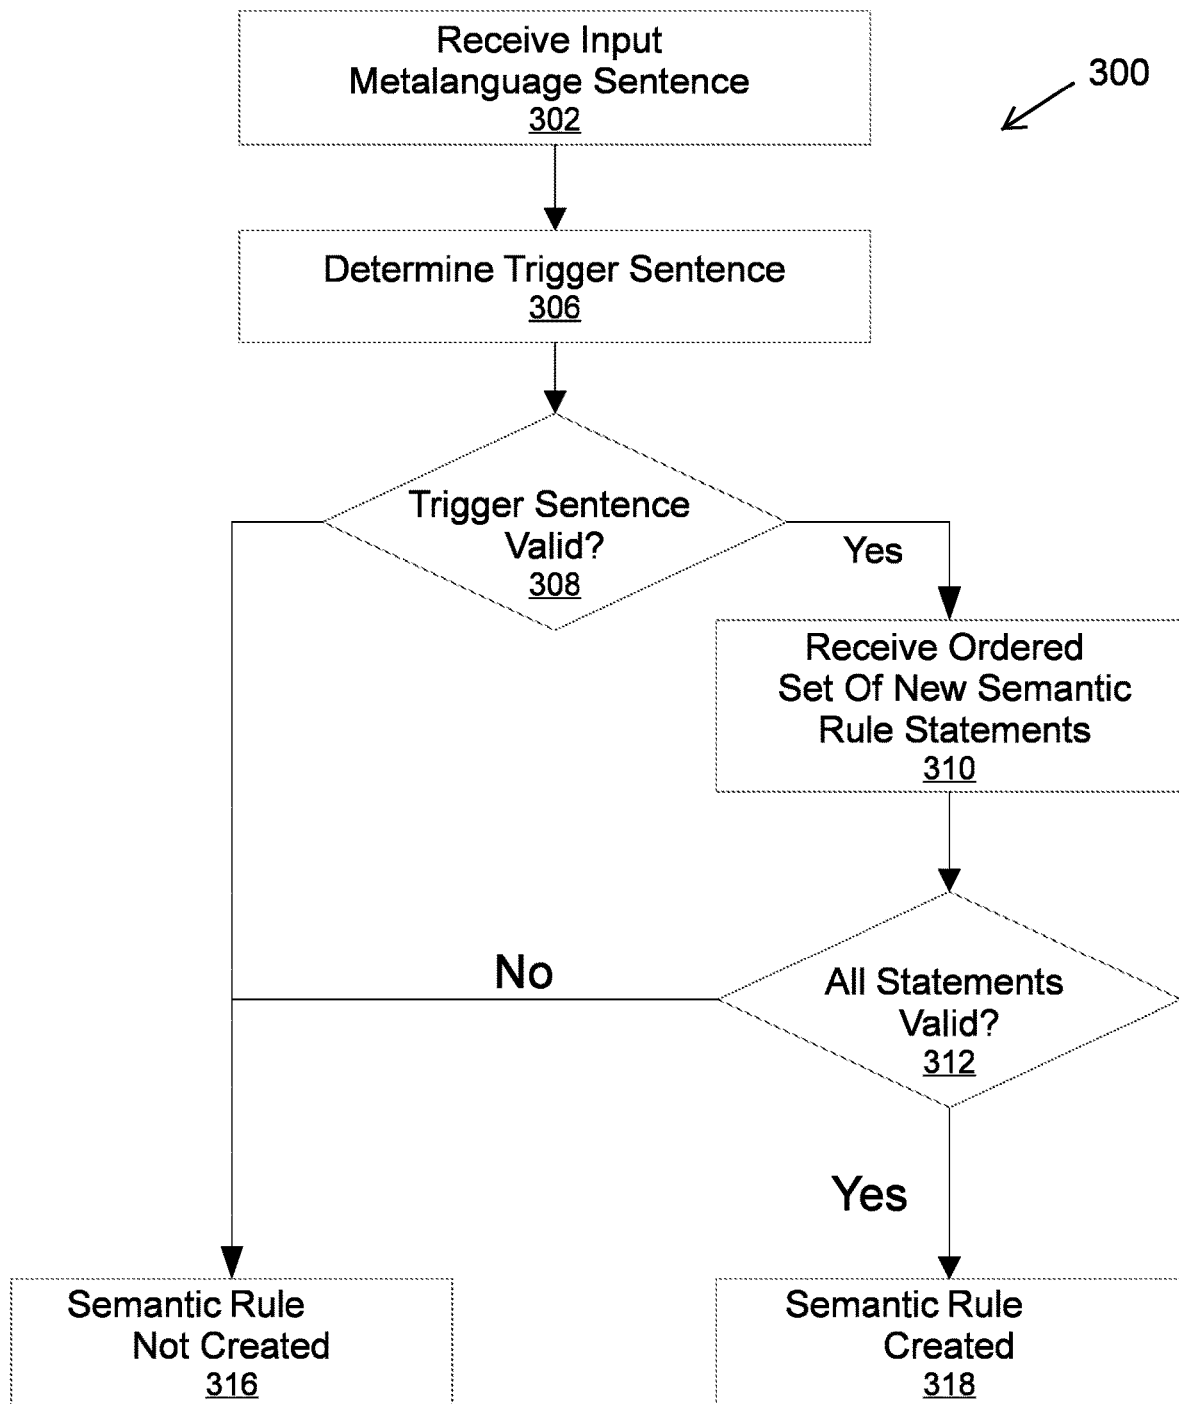 Receive Input
Metalanguage Sentence
302
300
Determine Trigger Sentence
306
Trigger Sentence
Valid?
308
Yes
Receive Ordered
Set Of New Semantic
Rule Statements
310
No
All Statements
Valid?
312
Yes
Semantic Rule
Not Created
316
Semantic Rule
Created
318